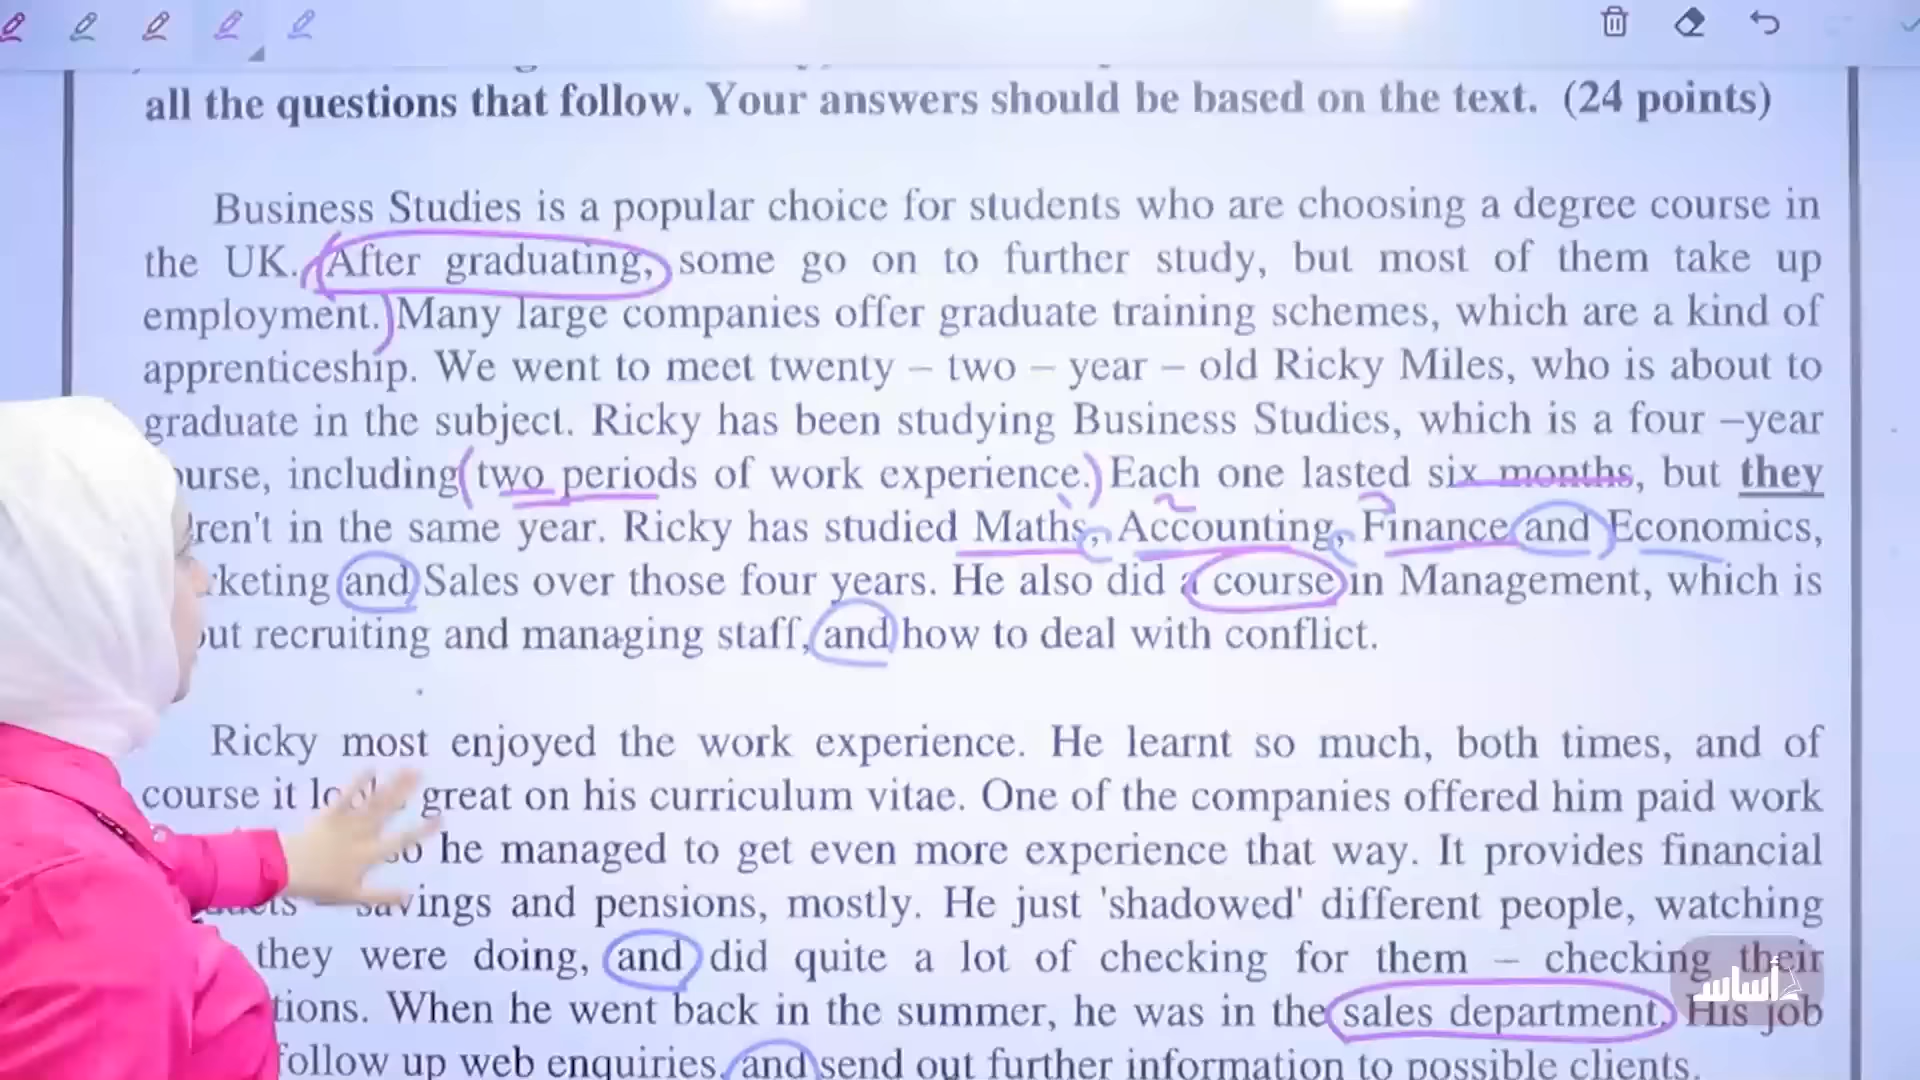 all the questions that follow. Your answers should be based on the text. (24 points)
Business Studies is a popular choice for students who are choosing a degree course in
the UK. After graduating, some go on to further study, but most of them take up
employment. Many large companies offer graduate training schemes, which are a kind of
apprenticeship. We went to meet twenty – two – year – old Ricky Miles, who is about to
graduate in the subject. Ricky has been studying Business Studies, which is a four –year
urse, including two periods of work experience. Each one lasted six months, but they
ren't in the same year. Ricky has studied Maths, Accounting, Finance and Economics,
keting and Sales over those four years. He also did a course in Management, which is
out recruiting and managing staff, and how to deal with conflict.
Ricky most enjoyed the work experience. He learnt so much, both times, and of
course it great on his curriculum vitae. One of the companies offered him paid work
so he managed to get even more experience that way. It provides financial
savings and pensions, mostly. He just 'shadowed' different people, watching
they were doing, and did quite a lot of checking for them – checking their
tions. When he went back in the summer, he was in the sales department. His job
follow up web enquiries, and send out further information to possible clients.
أساس